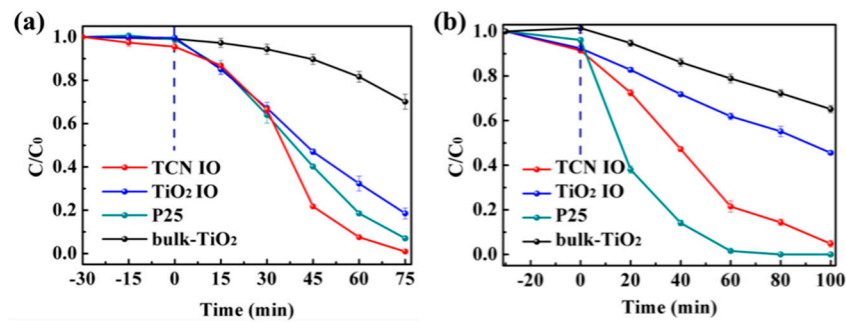 (a)
C/C0
1.0
0.8
0.6
0.4
0.2
0.0
TCN IO
TiO2 IO
P25
bulk-TiO2
-30 -15 0 15 30 45 60 75
Time (min)
(b)
C/C0
1.0
0.8
0.6
0.4
0.2
0.0
TCN IO
TiO2 IO
P25
bulk-TiO2
-20 0 20 40 60 80 100
Time (min)